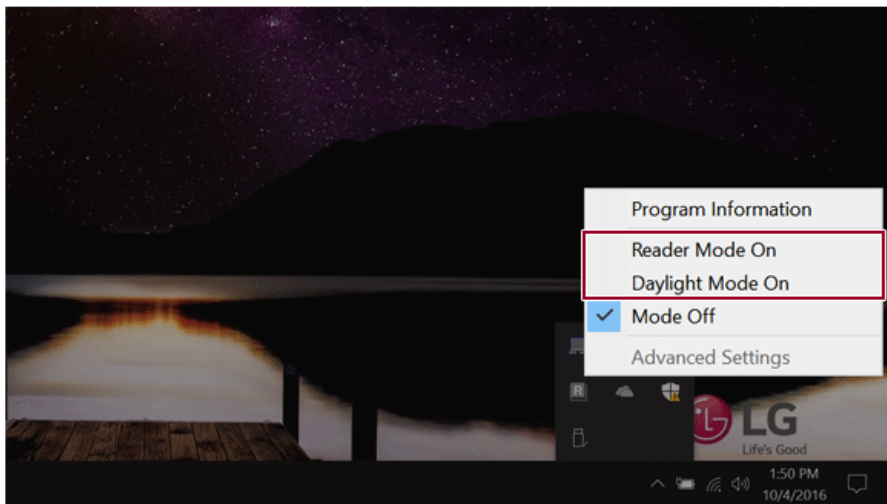 Program Information
Reader Mode On
Daylight Mode On
Mode Off
Advanced Settings
R
LG
LG
Life's Good
1:50 PM
10/4/2016